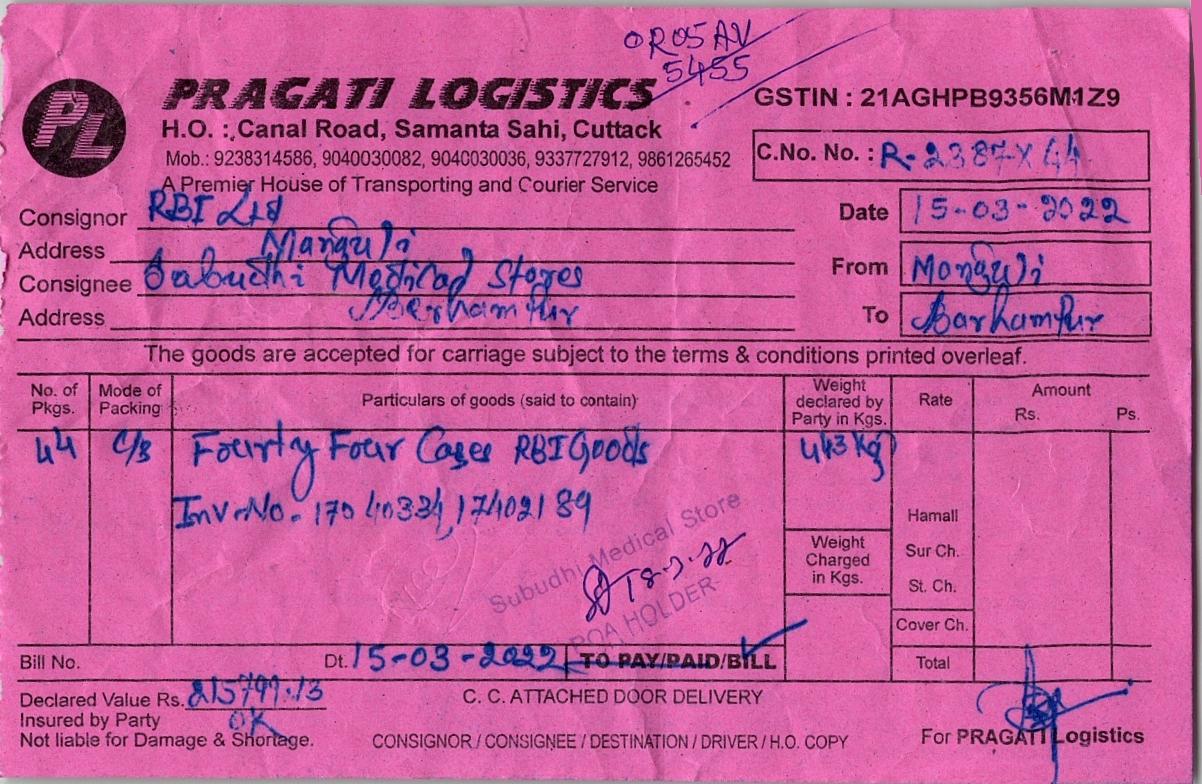 OR05AV
5455
PL
PRAGATI LOGISTICS
GSTIN : 21AGHPB9356M1Z9
H.O. : Canal Road, Samanta Sahi, Cuttack
Mob.: 9238314586, 9040030082, 9040030036, 9337727912, 9861265452
A Premier House of Transporting and Courier Service
C.No. No. : R-2387X44
Consignor RBI Ltd
Date 15-03-2022
Address Manguli
From Manguli
Consignee Sabudhi Medical Stores
Address Berhampur
To Barhampur
The goods are accepted for carriage subject to the terms & conditions printed overleaf.
No. of Pkgs. Mode of Packing Particulars of goods (said to contain) Weight declared by Party in Kgs. Rate Amount Rs. Ps.
44 C/B Fourty Four Cases RBI Goods 443 Kg
Inv. No. 17040334, 17402189
Hamall
Weight Charged in Kgs.
Sur Ch.
St. Ch.
Subudhi Medical Store
POA HOLDER
Cover Ch.
Bill No. Dt. 15-03-2022 TO PAY/PAID/BILL
Total
Declared Value Rs. 215799.13
C. C. ATTACHED DOOR DELIVERY
Insured by Party OK
Not liable for Damage & Shortage.
CONSIGNOR / CONSIGNEE / DESTINATION / DRIVER / H.O. COPY
For PRAGATI Logistics